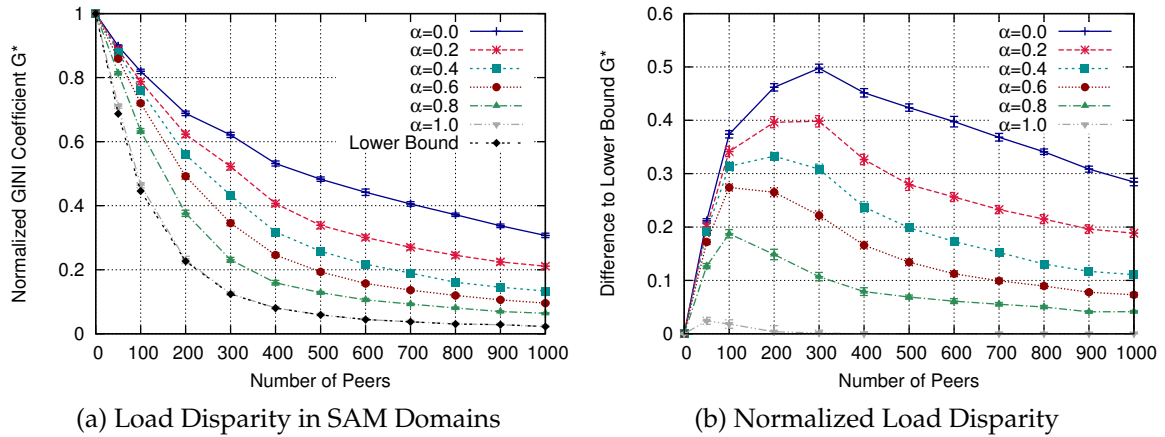 Normalized GINI Coefficient G*
1
0.8
0.6
0.4
0.2
0
0 100 200 300 400 500 600 700 800 900 1000
Number of Peers
α=0.0
α=0.2
α=0.4
α=0.6
α=0.8
α=1.0
Lower Bound
(a) Load Disparity in SAM Domains
Difference to Lower Bound G*
0.6
0.5
0.4
0.3
0.2
0.1
0
0 100 200 300 400 500 600 700 800 900 1000
Number of Peers
α=0.0
α=0.2
α=0.4
α=0.6
α=0.8
α=1.0
(b) Normalized Load Disparity